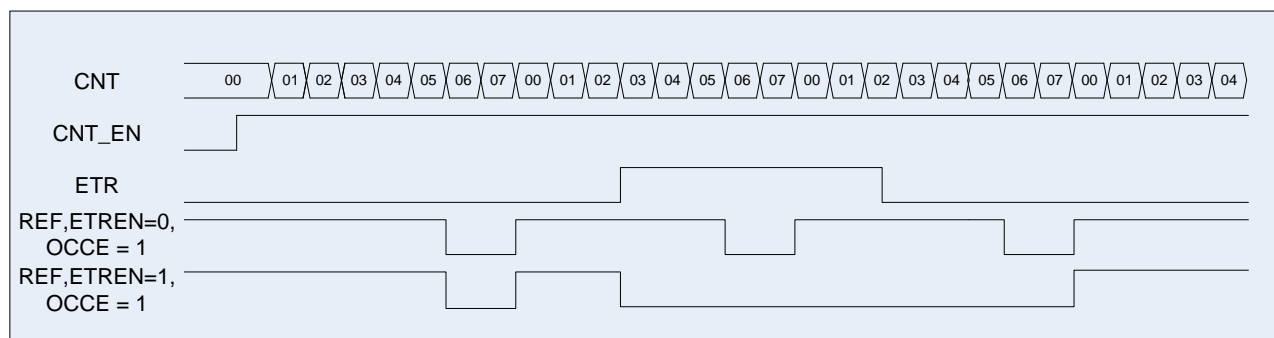 CNT 00 01 02 03 04 05 06 07 00 01 02 03 04 05 06 07 00 01 02 03 04 05 06 07 00 01 02 03 04
CNT_EN
ETR
REF,ETREN=0,
OCCE = 1
REF,ETREN=1,
OCCE = 1